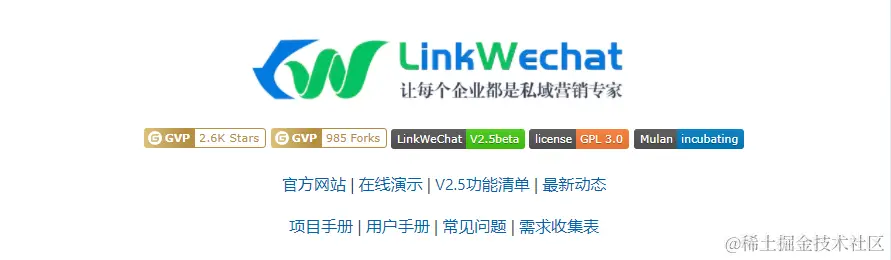 LinkWechat
让每个企业都是私域营销专家
GVP 2.6K Stars GVP 985 Forks LinkWeChat V2.5beta license GPL 3.0 Mulan incubating
官方网站 | 在线演示 | V2.5功能清单 | 最新动态
项目手册 | 用户手册 | 常见问题 | 需求收集表
@稀土掘金技术社区